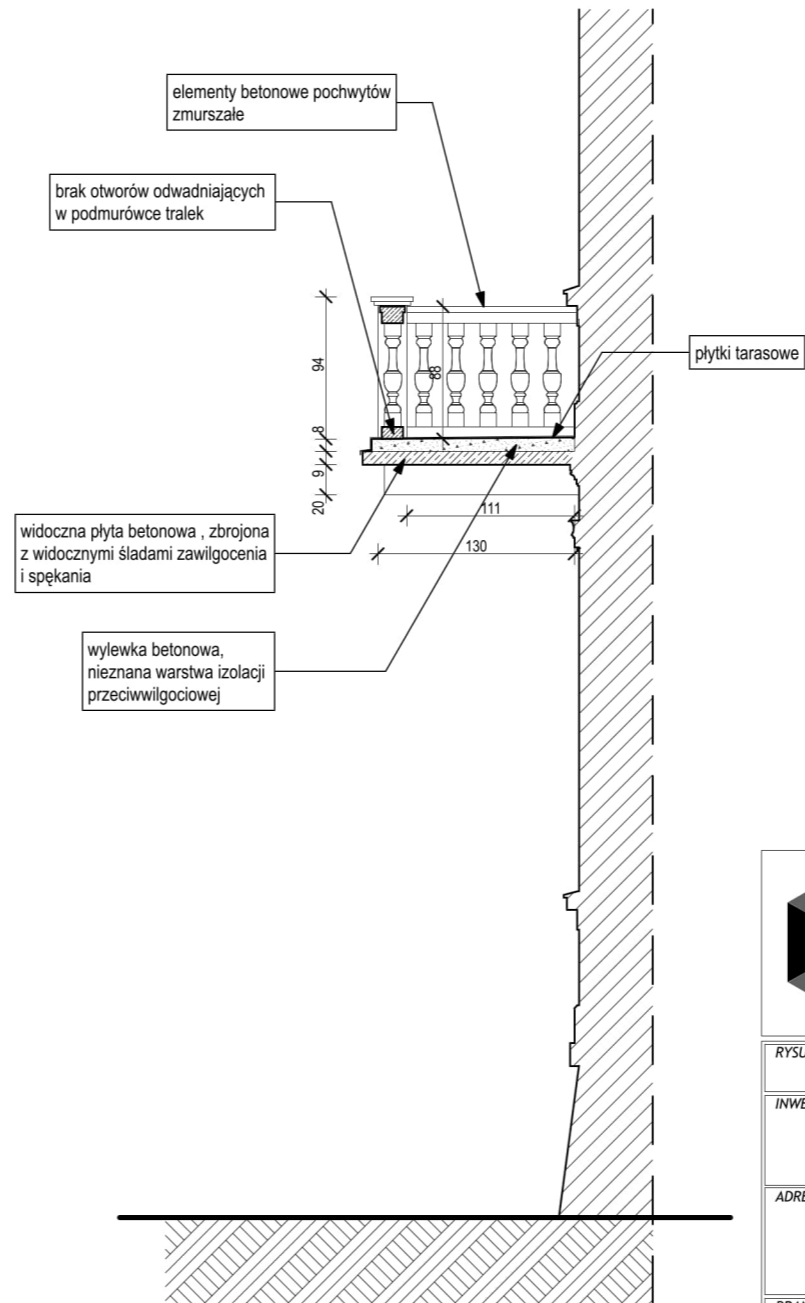 elementy betonowe pochwytów
zmurszałe
brak otworów odwadniających
w podmurówce tralek
płytki tarasowe
94
88
8
9
20
111
130
widoczna płyta betonowa , zbrojona
z widocznymi śladami zawilgocenia
i spękania
wylewka betonowa,
nieznana warstwa izolacji
przeciwwilgociowej